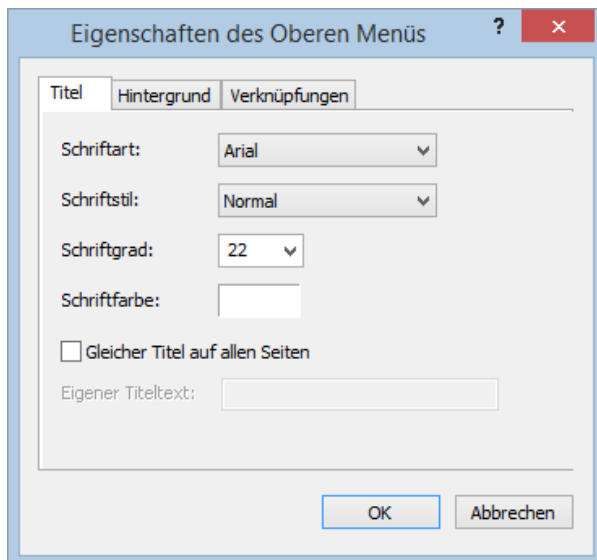 Eigenschaften des Oberen Menüs ?
Titel Hintergrund Verknüpfungen
Schriftart: Arial
Schriftstil: Normal
Schriftgrad: 22
Schriftfarbe:
Gleicher Titel auf allen Seiten
Eigener Titeltext:
OK Abbrechen